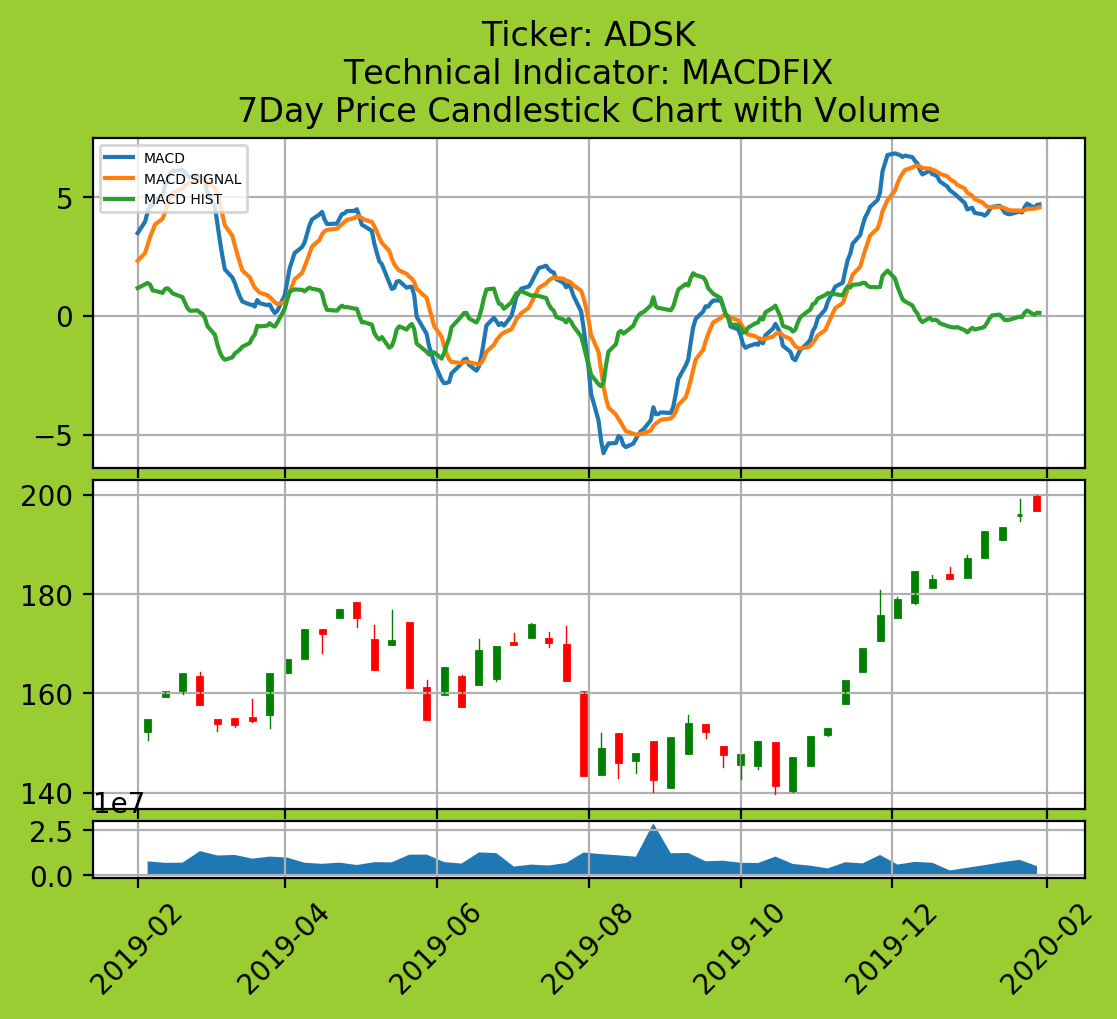 Ticker: ADSK
Technical Indicator: MACDFIX
7Day Price Candlestick Chart with Volume
MACD
MACD SIGNAL
MACD HIST
5
0
−5
200
180
160
140
1e7
2.5
0.0
2019-02
2019-04
2019-06
2019-08
2019-10
2019-12
2020-02